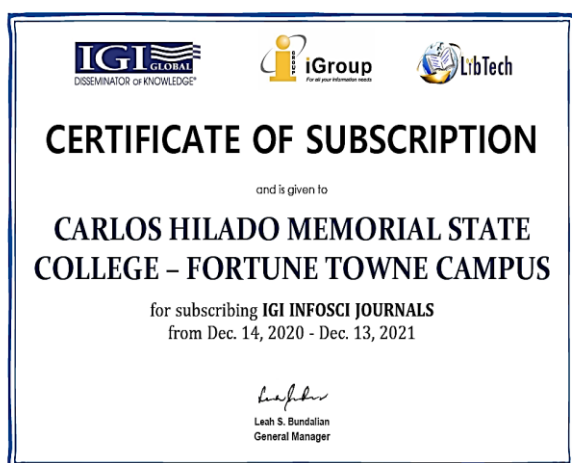 IGI GLOBAL
DISSEMINATOR OF KNOWLEDGE®
iGroup
For all your information needs
LibTech
CERTIFICATE OF SUBSCRIPTION
and is given to
CARLOS HILADO MEMORIAL STATE
COLLEGE – FORTUNE TOWNE CAMPUS
for subscribing IGI INFOSCI JOURNALS
from Dec. 14, 2020 - Dec. 13, 2021
Leah S. Bundalian
General Manager